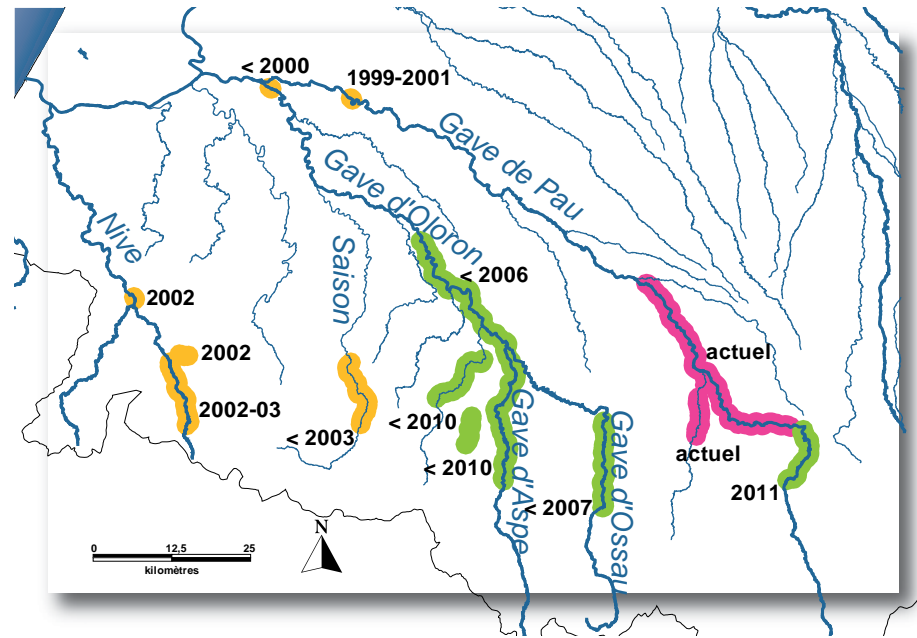 < 2000
1999-2001
Gave de Pau
Gave d'Oloron
Nive
Saison
< 2006
2002
2002
2002-03
< 2003
< 2010
< 2010
Gave d'Aspe
< 2007
Gave d'Ossau
actuel
actuel
2011
N
0 12,5 25
kilomètres